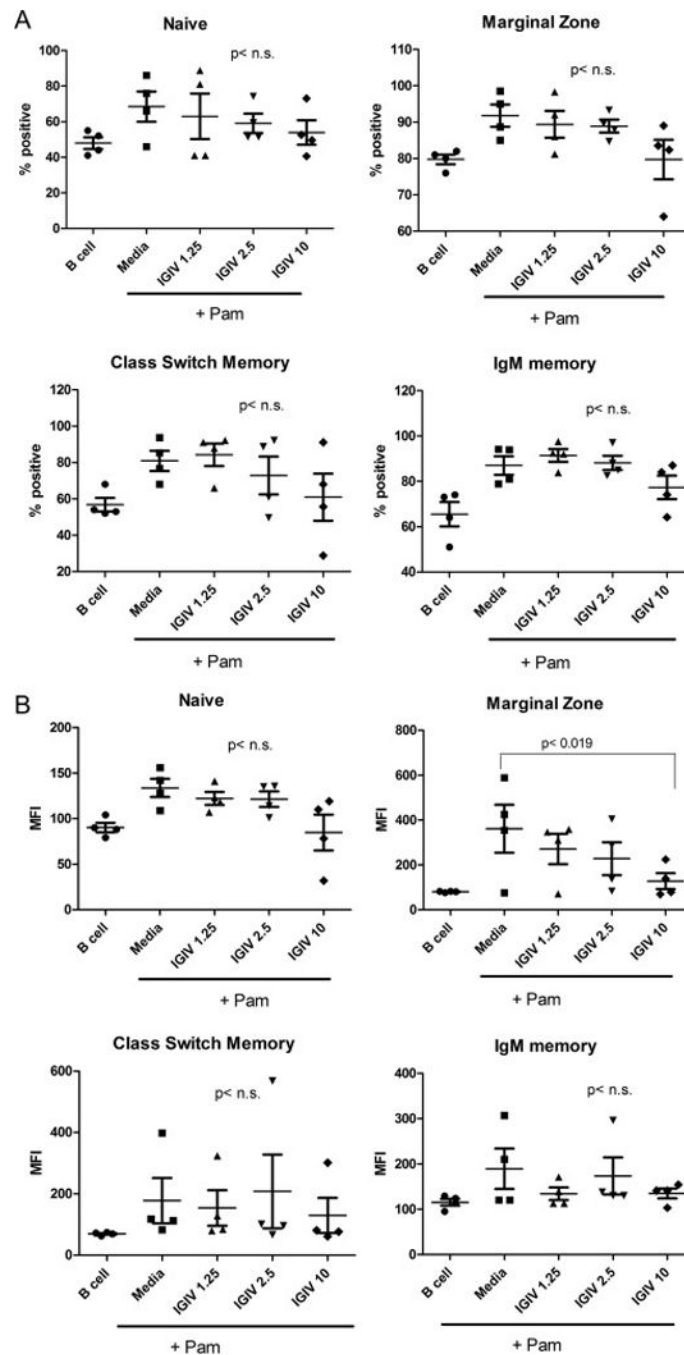 A
Naive
p< n.s.
% positive
100
80
60
40
20
0
B cell
Media
IGIV 1.25
IGIV 2.5
IGIV 10
+ Pam
Marginal Zone
p< n.s.
% positive
110
100
90
80
70
60
B cell
Media
IGIV 1.25
IGIV 2.5
IGIV 10
+ Pam
Class Switch Memory
p< n.s.
% positive
120
100
80
60
40
20
B cell
Media
IGIV 1.25
IGIV 2.5
IGIV 10
+ Pam
IgM memory
p< n.s.
% positive
120
100
80
60
40
B cell
Media
IGIV 1.25
IGIV 2.5
IGIV 10
+ Pam
B
Naive
p< n.s.
MFI
200
150
100
50
0
B cell
Media
IGIV 1.25
IGIV 2.5
IGIV 10
+ Pam
Marginal Zone
p< 0.019
MFI
800
600
400
200
0
B cell
Media
IGIV 1.25
IGIV 2.5
IGIV 10
+ Pam
Class Switch Memory
p< n.s.
MFI
600
400
200
0
B cell
Media
IGIV 1.25
IGIV 2.5
IGIV 10
+ Pam
IgM memory
p< n.s.
MFI
400
300
200
100
0
B cell
Media
IGIV 1.25
IGIV 2.5
IGIV 10
+ Pam